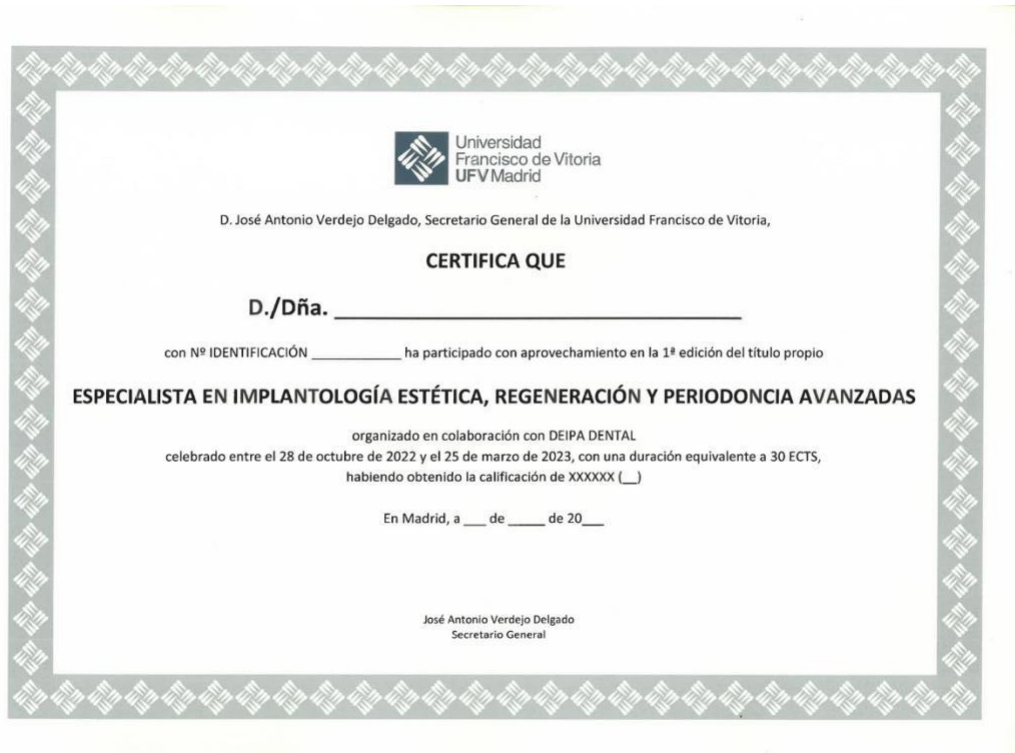 Universidad
Francisco de Vitoria
UFV Madrid
D. José Antonio Verdejo Delgado, Secretario General de la Universidad Francisco de Vitoria,
CERTIFICA QUE
D./Dña. ____________________
con Nº IDENTIFICACIÓN ____________ ha participado con aprovechamiento en la 1ª edición del título propio
ESPECIALISTA EN IMPLANTOLOGÍA ESTÉTICA, REGENERACIÓN Y PERIODONCIA AVANZADAS
organizado en colaboración con DEIPA DENTAL
celebrado entre el 28 de octubre de 2022 y el 25 de marzo de 2023, con una duración equivalente a 30 ECTS,
habiendo obtenido la calificación de XXXXXX (__)
En Madrid, a ___ de _____ de 20___
José Antonio Verdejo Delgado
Secretario General